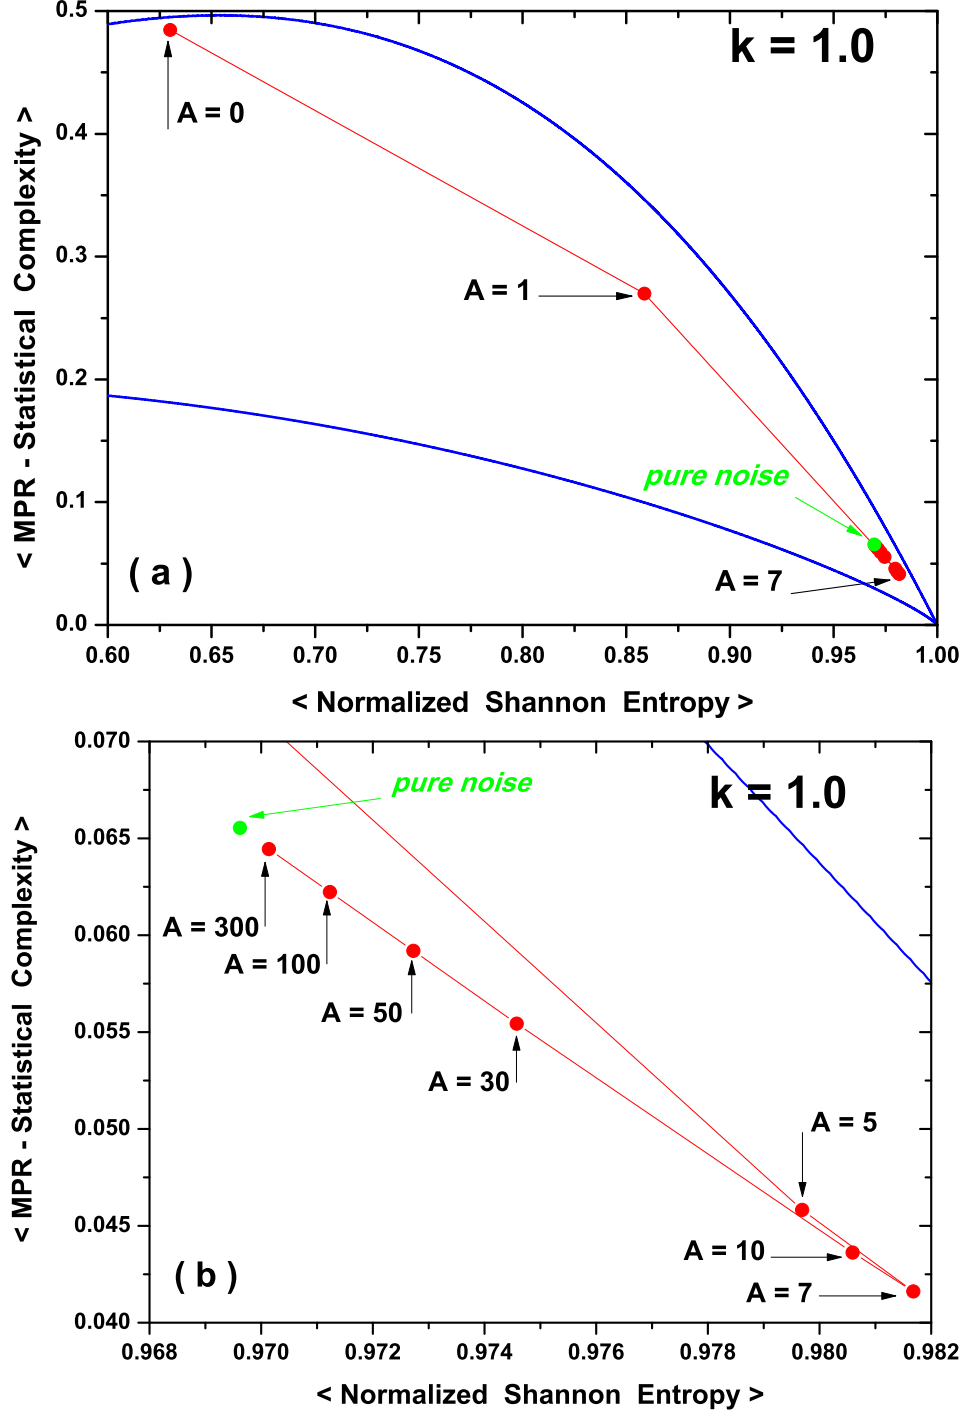 0.5
0.4
0.3
0.2
0.1
0.0
< MPR - Statistical Complexity >
k = 1.0
A = 0
A = 1
pure noise
A = 7
( a )
0.60 0.65 0.70 0.75 0.80 0.85 0.90 0.95 1.00
< Normalized Shannon Entropy >
0.070
0.065
0.060
0.055
0.050
0.045
0.040
< MPR - Statistical Complexity >
pure noise
k = 1.0
A = 300
A = 100
A = 50
A = 30
A = 5
A = 10
A = 7
( b )
0.968 0.970 0.972 0.974 0.976 0.978 0.980 0.982
< Normalized Shannon Entropy >